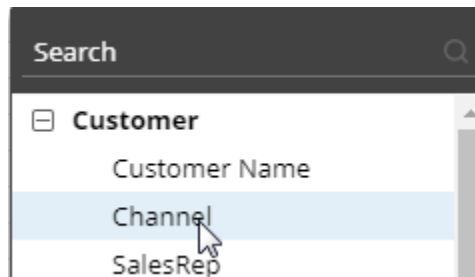 Search
Customer
Customer Name
Channel
SalesRep